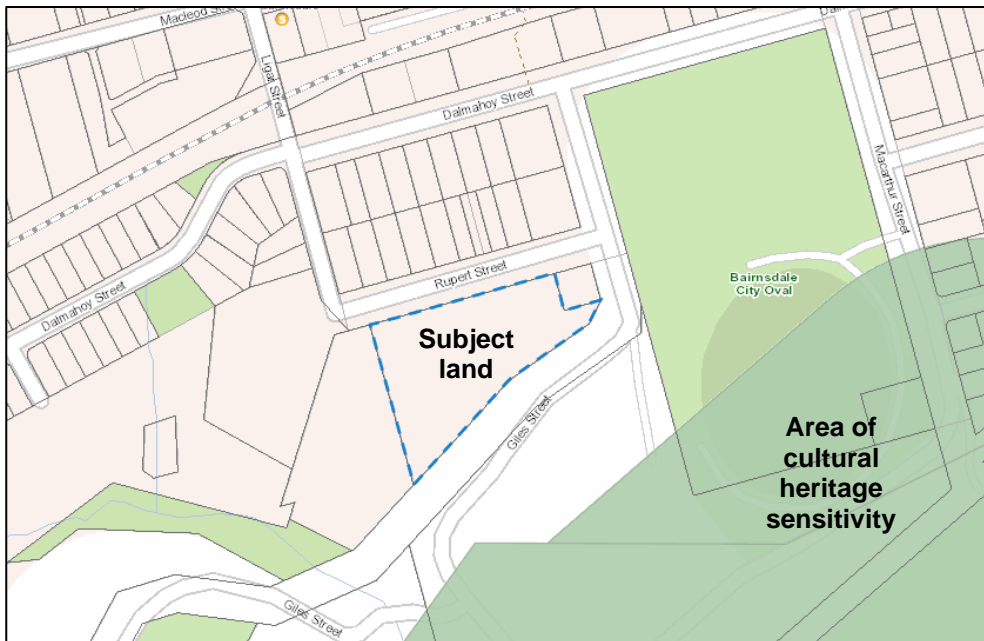 Macleod Street
Ligar Street
Dalmahoy Street
Macarthur Street
Rupert Street
Bairnsdale
City Oval
Dalmahoy Street
Subject
land
Giles Street
Area of
cultural
heritage
sensitivity
Giles Street